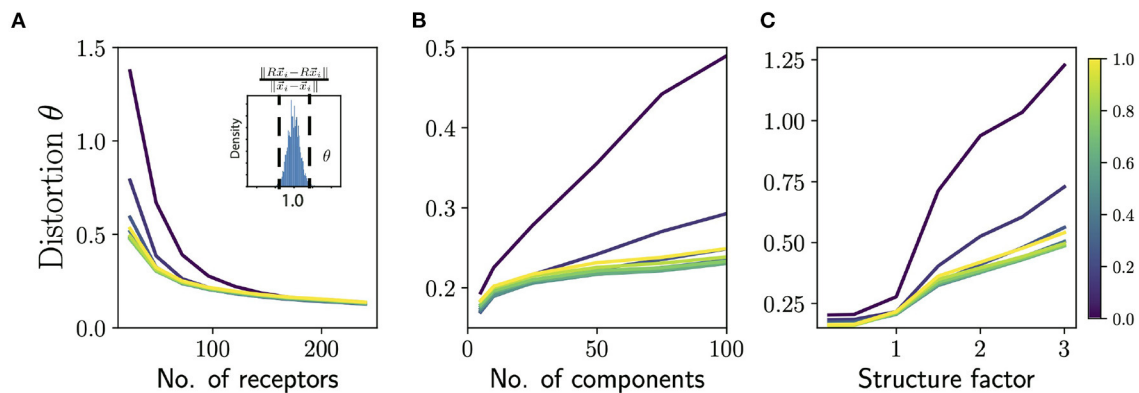 A
B
C
Distortion θ
1.5
1.0
0.5
0.0
100
200
No. of receptors
‖Rx⃗ᵢ−Rx⃗ᵢ‖
‖x⃗ᵢ−x⃗ᵢ‖
Density
θ
1.0
0.5
0.4
0.3
0.2
0
50
100
No. of components
1.25
1.00
0.75
0.50
0.25
1
2
3
Structure factor
1.0
0.8
0.6
0.4
0.2
0.0